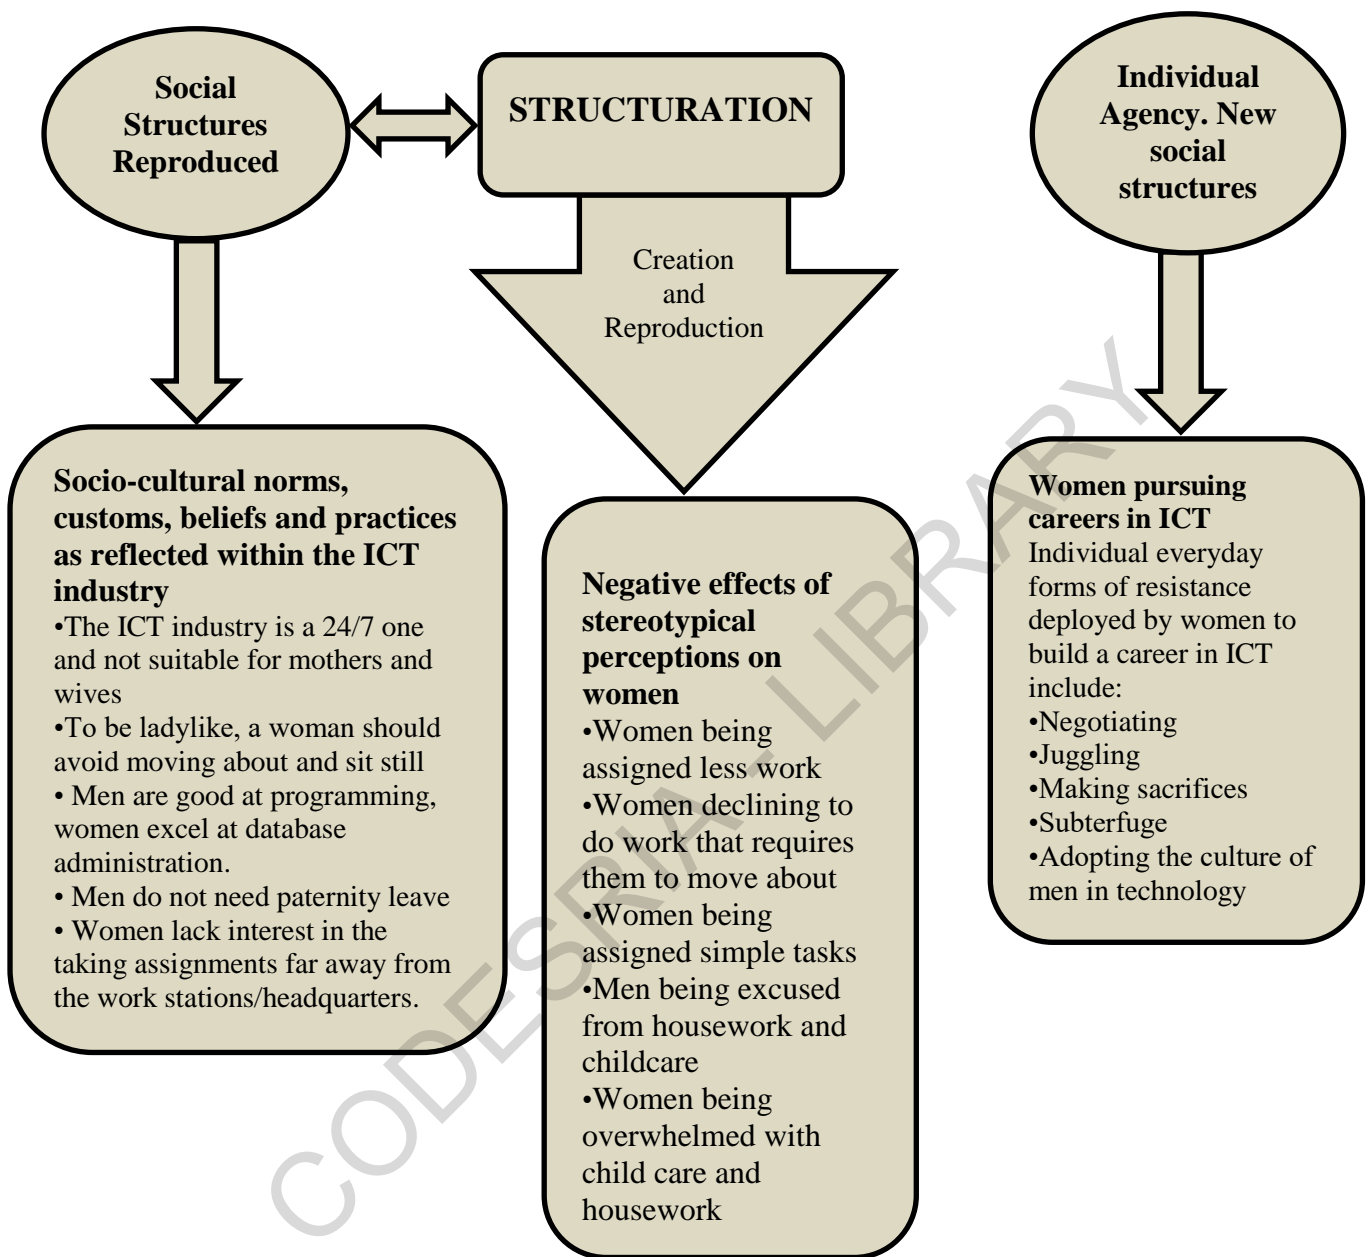 Social
Structures
Reproduced
STRUCTURATION
Individual
Agency. New
social
structures
Creation
and
Reproduction
Socio-cultural norms,
customs, beliefs and practices
as reflected within the ICT
industry
•The ICT industry is a 24/7 one
and not suitable for mothers and
wives
•To be ladylike, a woman should
avoid moving about and sit still
• Men are good at programming,
women excel at database
administration.
• Men do not need paternity leave
• Women lack interest in the
taking assignments far away from
the work stations/headquarters.
Negative effects of
stereotypical
perceptions on
women
•Women being
assigned less work
•Women declining to
do work that requires
them to move about
•Women being
assigned simple tasks
•Men being excused
from housework and
childcare
•Women being
overwhelmed with
child care and
housework
Women pursuing
careers in ICT
Individual everyday
forms of resistance
deployed by women to
build a career in ICT
include:
•Negotiating
•Juggling
•Making sacrifices
•Subterfuge
•Adopting the culture of
men in technology
CODESRIA - LIBRARY